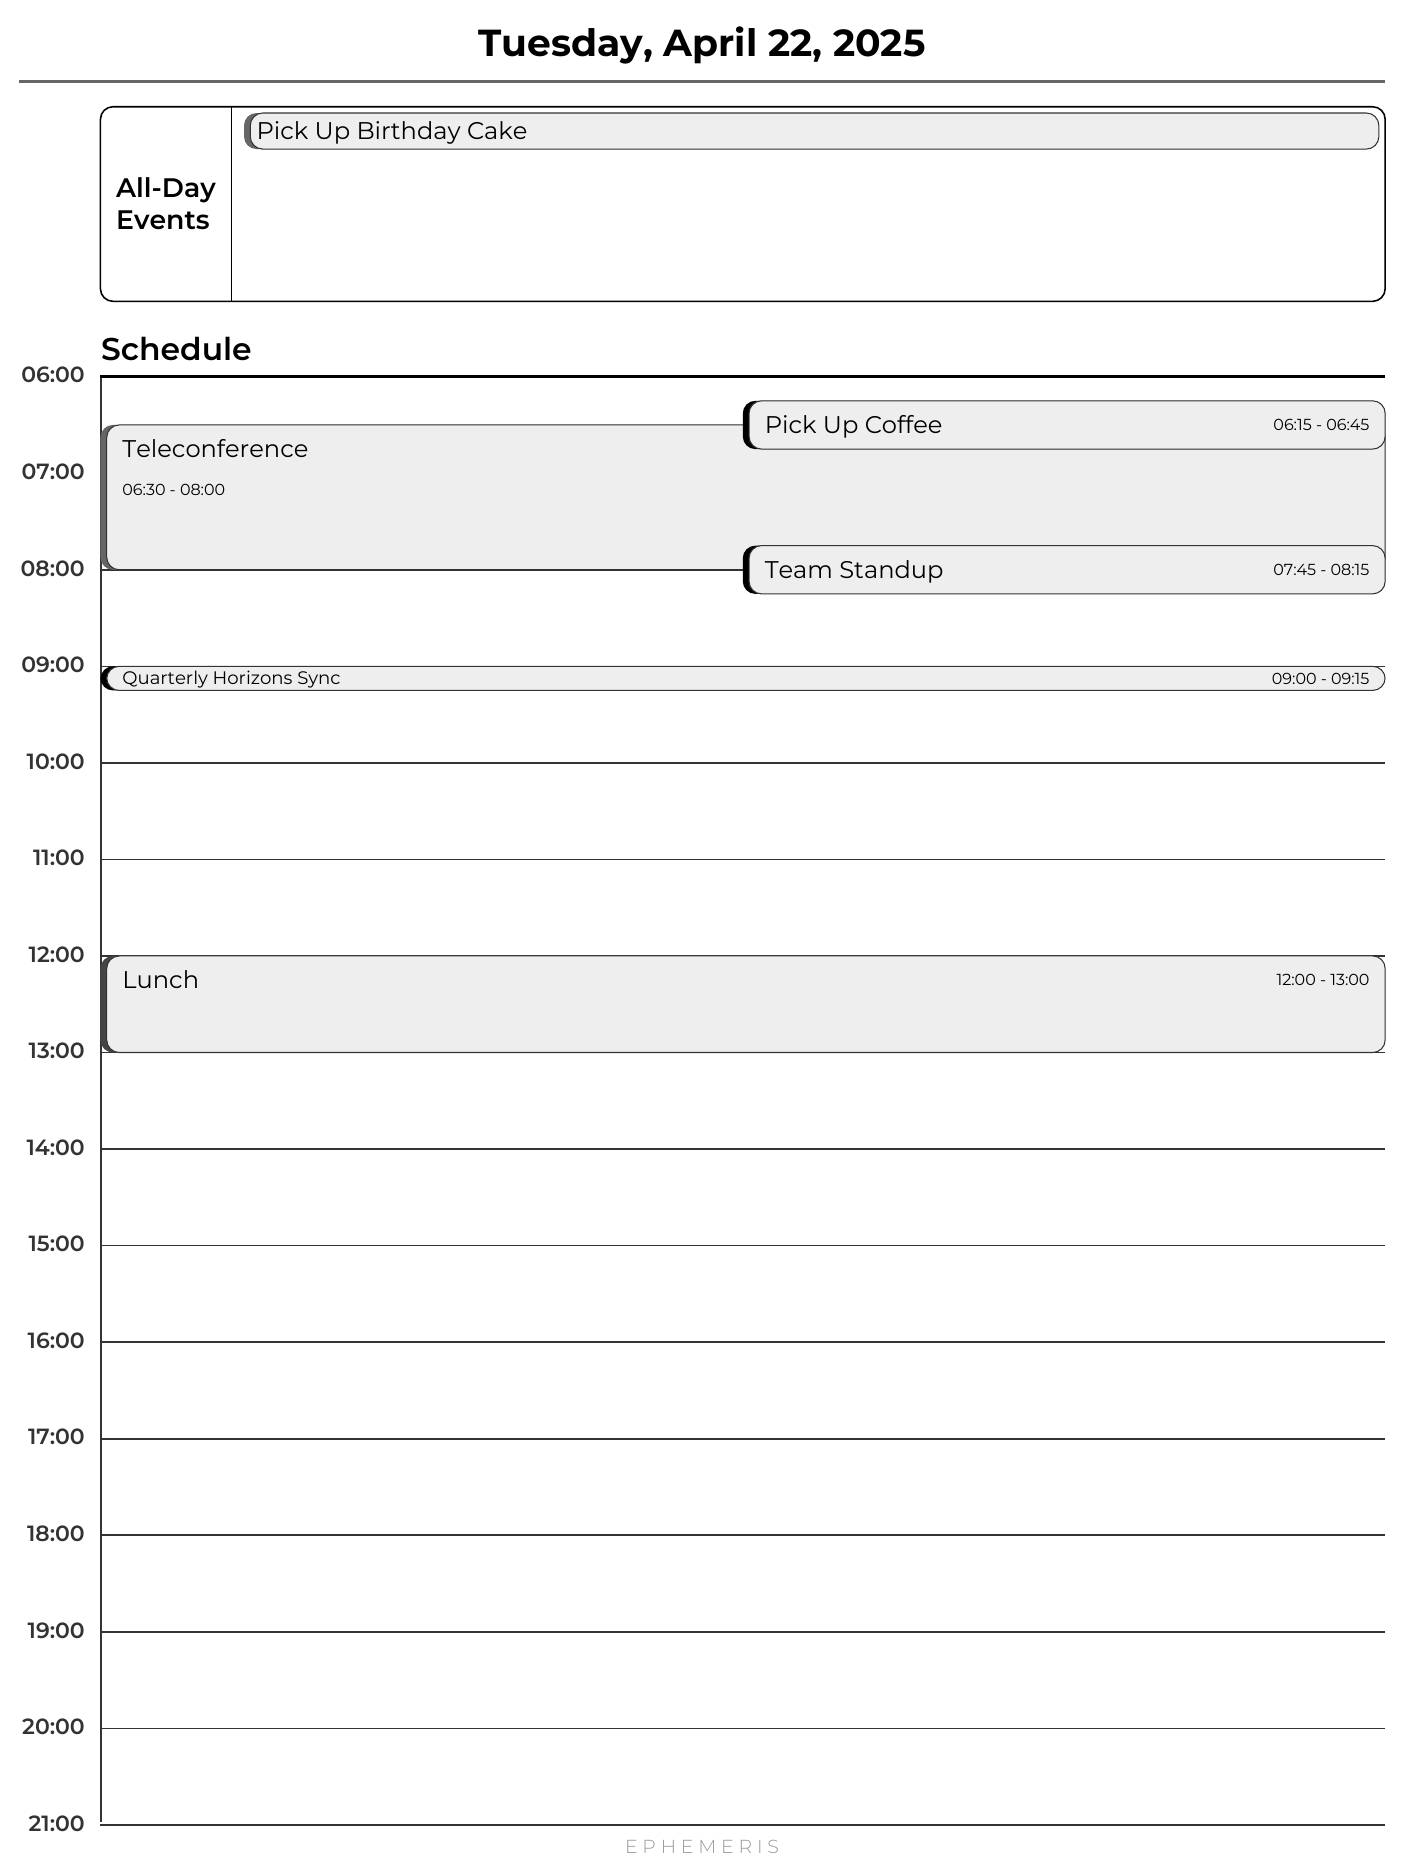 Tuesday, April 22, 2025
Pick Up Birthday Cake
All-Day
Events
Schedule
06:00
Pick Up Coffee 06:15 - 06:45
Teleconference
07:00
06:30 - 08:00
08:00
Team Standup 07:45 - 08:15
09:00
Quarterly Horizons Sync 09:00 - 09:15
10:00
11:00
12:00
Lunch 12:00 - 13:00
13:00
14:00
15:00
16:00
17:00
18:00
19:00
20:00
21:00
EPHEMERIS